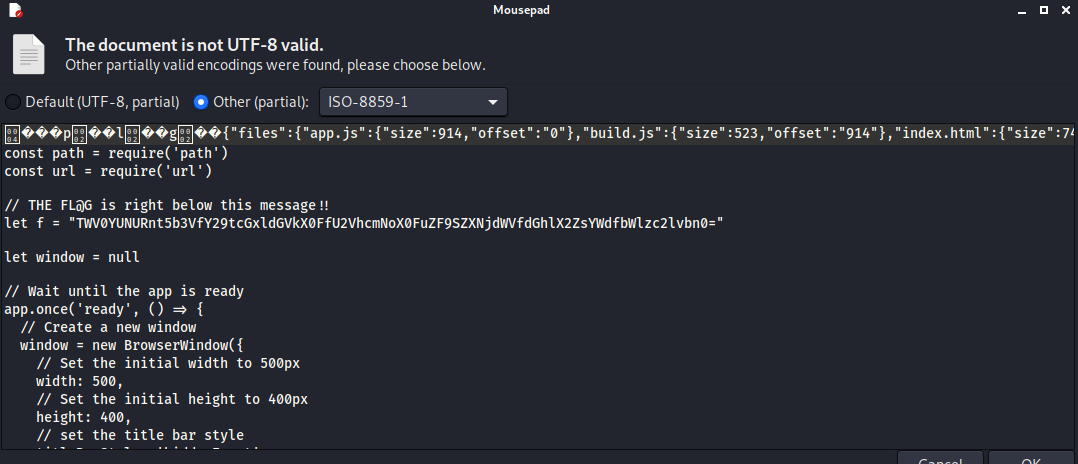 Mousepad
The document is not UTF-8 valid.
Other partially valid encodings were found, please choose below.
Default (UTF-8, partial) Other (partial): ISO-8859-1
���p��l��g��{"files":{"app.js":{"size":914,"offset":"0"},"build.js":{"size":523,"offset":"914"},"index.html":{"size":74
const path = require('path')
const url = require('url')
// THE FL@G is right below this message!!
let f = "TWV0YUNURnt5b3VfY29tcGxldGVkX0FfU2VhcmNoX0FuZF9SZXNjdWVfdGhlX2ZsYWdfbWlzc2lvbn0="
let window = null
// Wait until the app is ready
app.once('ready', () => {
// Create a new window
window = new BrowserWindow({
// Set the initial width to 500px
width: 500,
// Set the initial height to 400px
height: 400,
// set the title bar style
Cancel OK